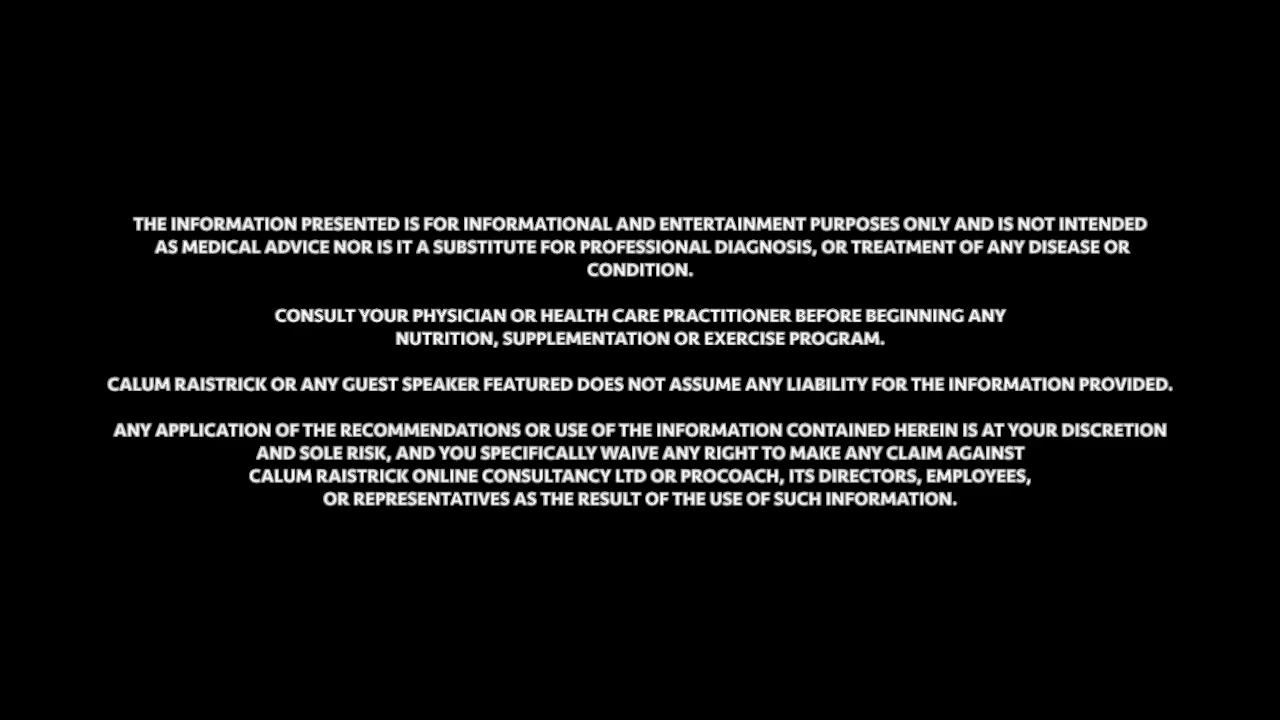 THE INFORMATION PRESENTED IS FOR INFORMATIONAL AND ENTERTAINMENT PURPOSES ONLY AND IS NOT INTENDED
AS MEDICAL ADVICE NOR IS IT A SUBSTITUTE FOR PROFESSIONAL DIAGNOSIS, OR TREATMENT OF ANY DISEASE OR
CONDITION.
CONSULT YOUR PHYSICIAN OR HEALTH CARE PRACTITIONER BEFORE BEGINNING ANY
NUTRITION, SUPPLEMENTATION OR EXERCISE PROGRAM.
CALUM RAISTRICK OR ANY GUEST SPEAKER FEATURED DOES NOT ASSUME ANY LIABILITY FOR THE INFORMATION PROVIDED.
ANY APPLICATION OF THE RECOMMENDATIONS OR USE OF THE INFORMATION CONTAINED HEREIN IS AT YOUR DISCRETION
AND SOLE RISK, AND YOU SPECIFICALLY WAIVE ANY RIGHT TO MAKE ANY CLAIM AGAINST
CALUM RAISTRICK ONLINE CONSULTANCY LTD OR PROCOACH, ITS DIRECTORS, EMPLOYEES,
OR REPRESENTATIVES AS THE RESULT OF THE USE OF SUCH INFORMATION.